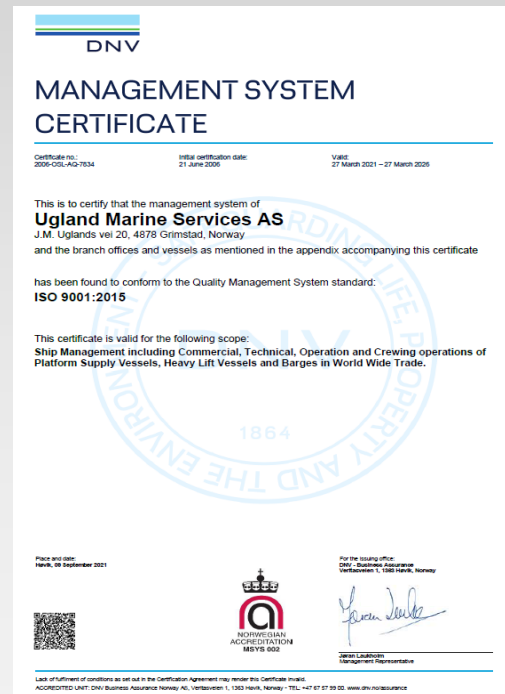 DNV
MANAGEMENT SYSTEM
CERTIFICATE
Certificate no.:
2006-OSL-AQ-7834
Initial certification date:
21 June 2006
Valid:
27 March 2021 – 27 March 2026
This is to certify that the management system of
Ugland Marine Services AS
J.M. Uglands vei 20, 4878 Grimstad, Norway
and the branch offices and vessels as mentioned in the appendix accompanying this certificate
has been found to conform to the Quality Management System standard:
ISO 9001:2015
This certificate is valid for the following scope:
Ship Management including Commercial, Technical, Operation and Crewing operations of
Platform Supply Vessels, Heavy Lift Vessels and Barges in World Wide Trade.
DNV
1864
Place and date:
Høvik, 09 September 2021
NORWEGIAN
ACCREDITATION
MSYS 002
For the issuing office:
DNV - Business Assurance
Veritasveien 1, 1363 Høvik, Norway
Jøran Laukholm
Management Representative
Lack of fulfilment of conditions as set out in the Certification Agreement may render this Certificate invalid.
ACCREDITED UNIT: DNV Business Assurance Norway AS, Veritasveien 1, 1363 Høvik, Norway - TEL: +47 67 57 99 00. www.dnv.no/assurance